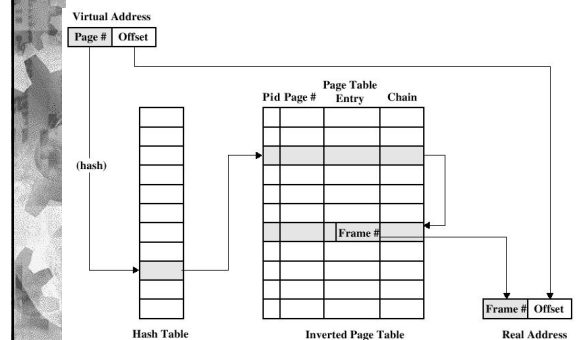 Virtual Address
Page # Offset
Page Table
Pid Page # Entry Chain
(hash)
Frame #
Frame # Offset
Hash Table Inverted Page Table Real Address